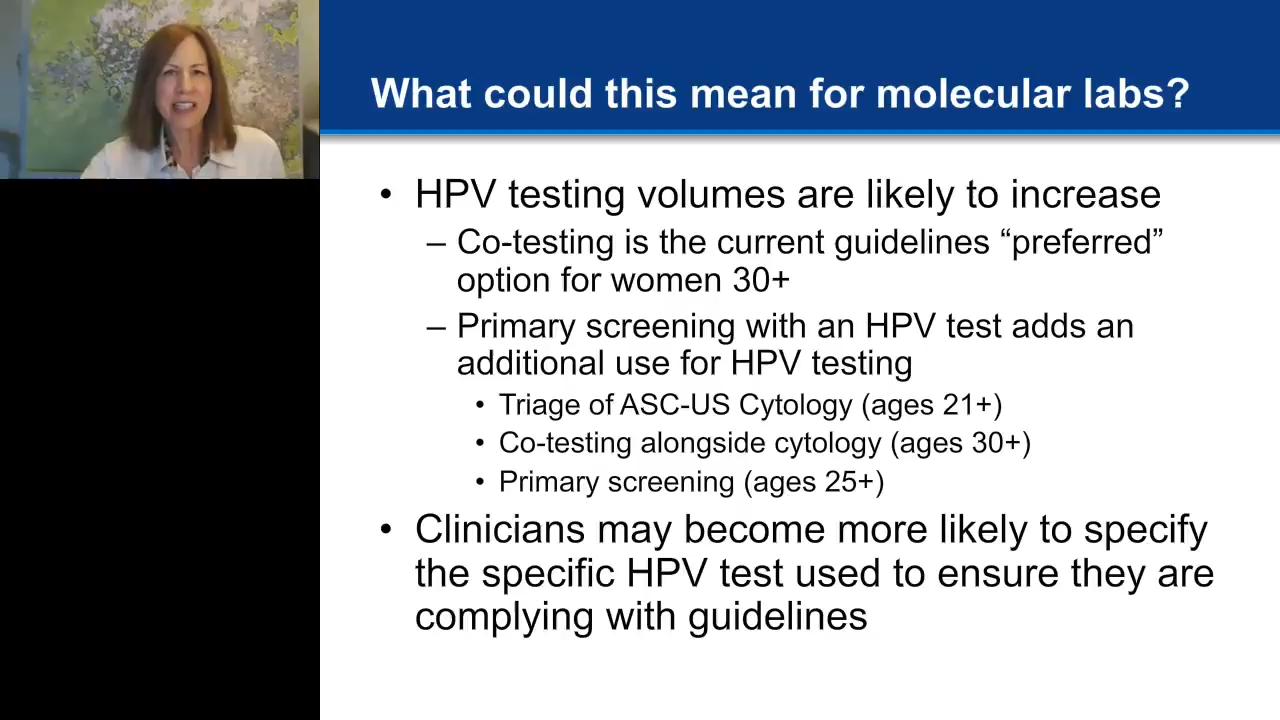 What could this mean for molecular labs?
• HPV testing volumes are likely to increase
– Co-testing is the current guidelines “preferred”
option for women 30+
– Primary screening with an HPV test adds an
additional use for HPV testing
• Triage of ASC-US Cytology (ages 21+)
• Co-testing alongside cytology (ages 30+)
• Primary screening (ages 25+)
• Clinicians may become more likely to specify
the specific HPV test used to ensure they are
complying with guidelines